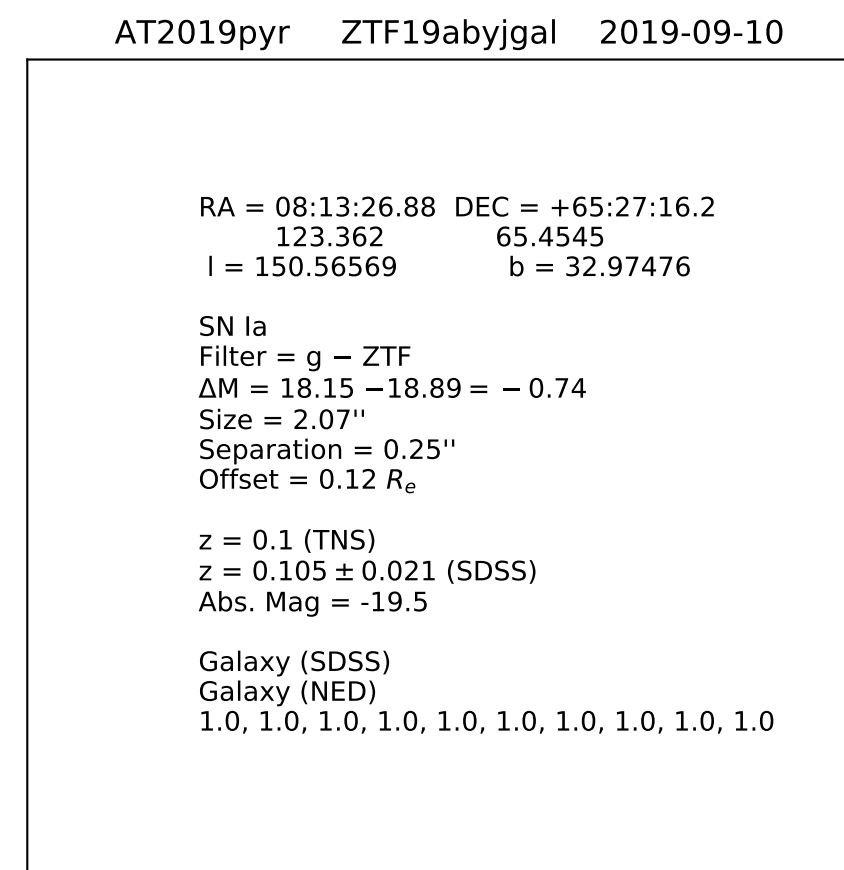 AT2019pyr ZTF19abyjgal 2019-09-10
RA = 08:13:26.88 DEC = +65:27:16.2
123.362 65.4545
l = 150.56569 b = 32.97476
SN Ia
Filter = g − ZTF
ΔM = 18.15 −18.89 = − 0.74
Size = 2.07''
Separation = 0.25''
Offset = 0.12 Rₑ
z = 0.1 (TNS)
z = 0.105 ± 0.021 (SDSS)
Abs. Mag = -19.5
Galaxy (SDSS)
Galaxy (NED)
1.0, 1.0, 1.0, 1.0, 1.0, 1.0, 1.0, 1.0, 1.0, 1.0